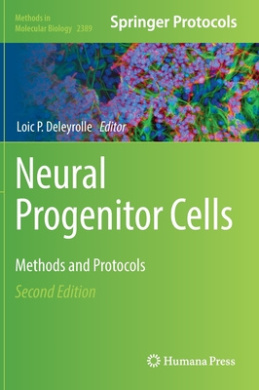 Methods in
Molecular Biology 2389
Springer Protocols
Loic P. Deleyrolle Editor
Neural
Progenitor Cells
Methods and Protocols
Second Edition
Humana Press